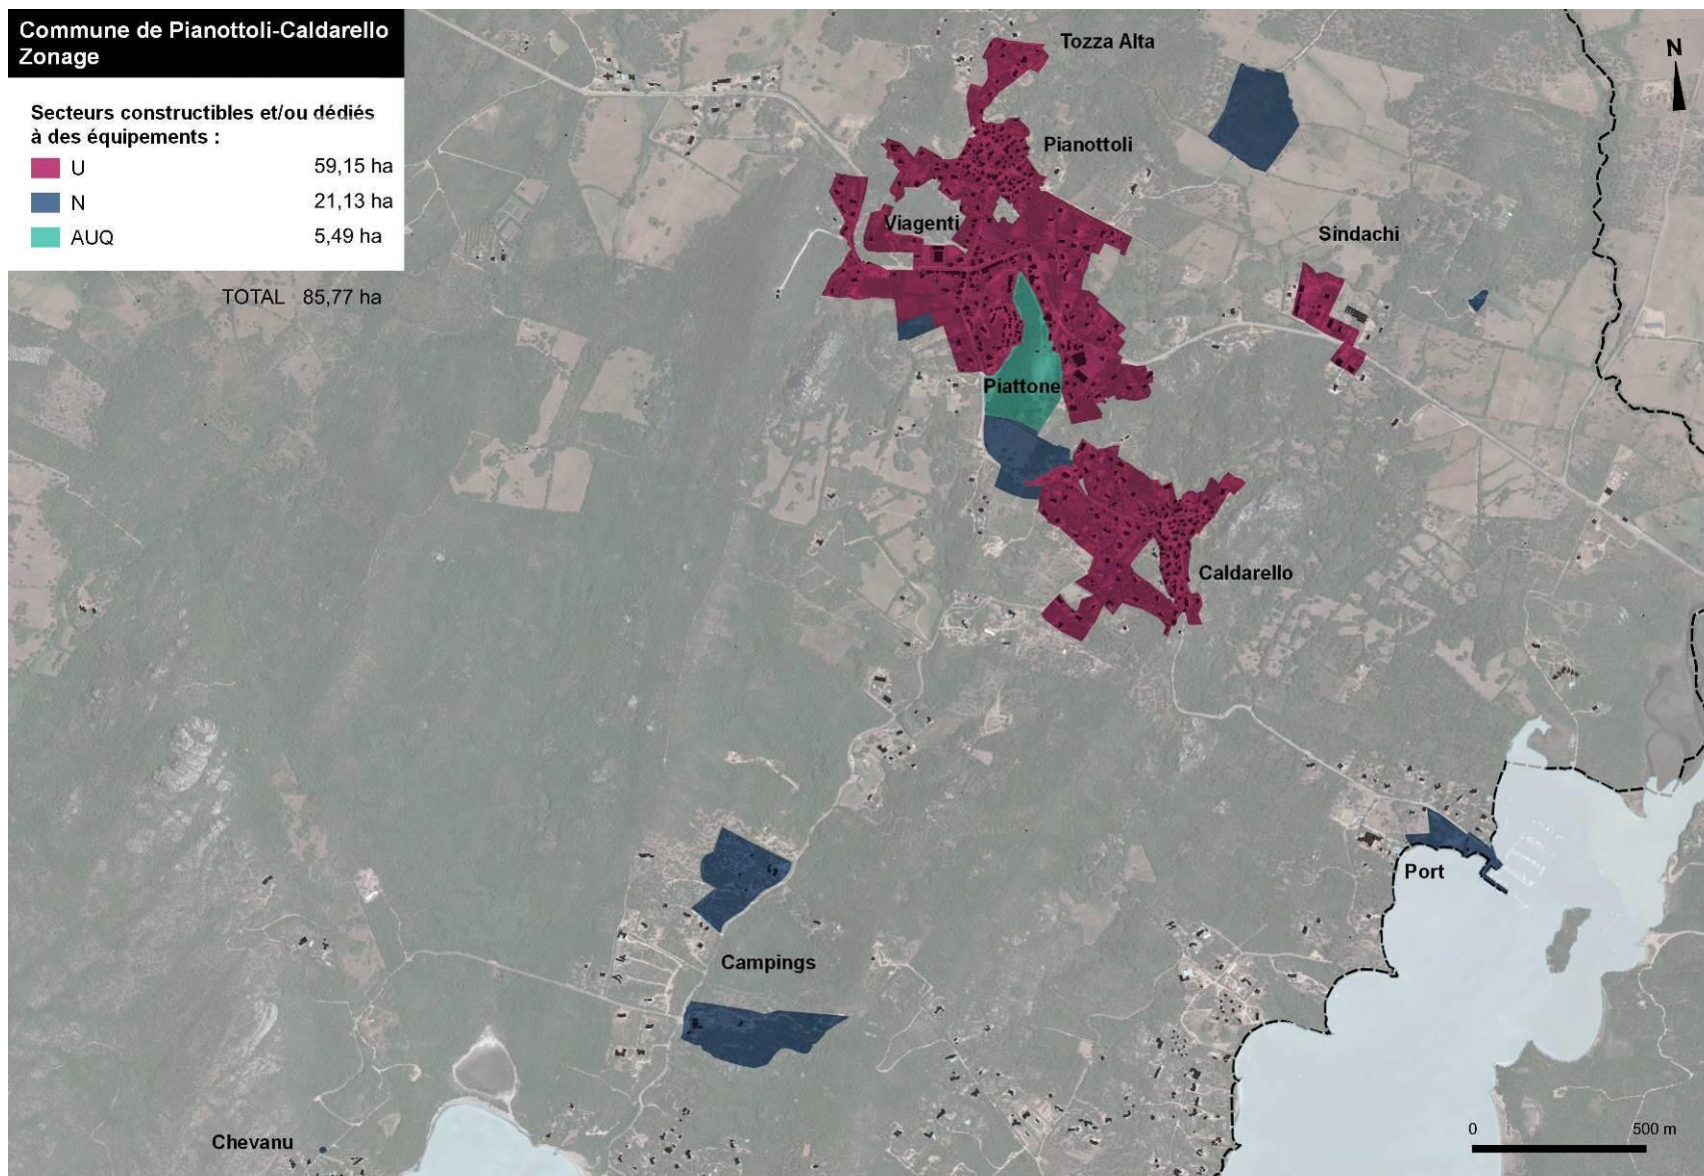 Commune de Pianottoli-Caldarello
Zonage
Secteurs constructibles et/ou dédiés
à des équipements :
U 59,15 ha
N 21,13 ha
AUQ 5,49 ha
TOTAL 85,77 ha
N
Tozza Alta
Pianottoli
Viagenti
Sindachi
Piattone
Caldarello
Port
Campings
Chevanu
0 500 m